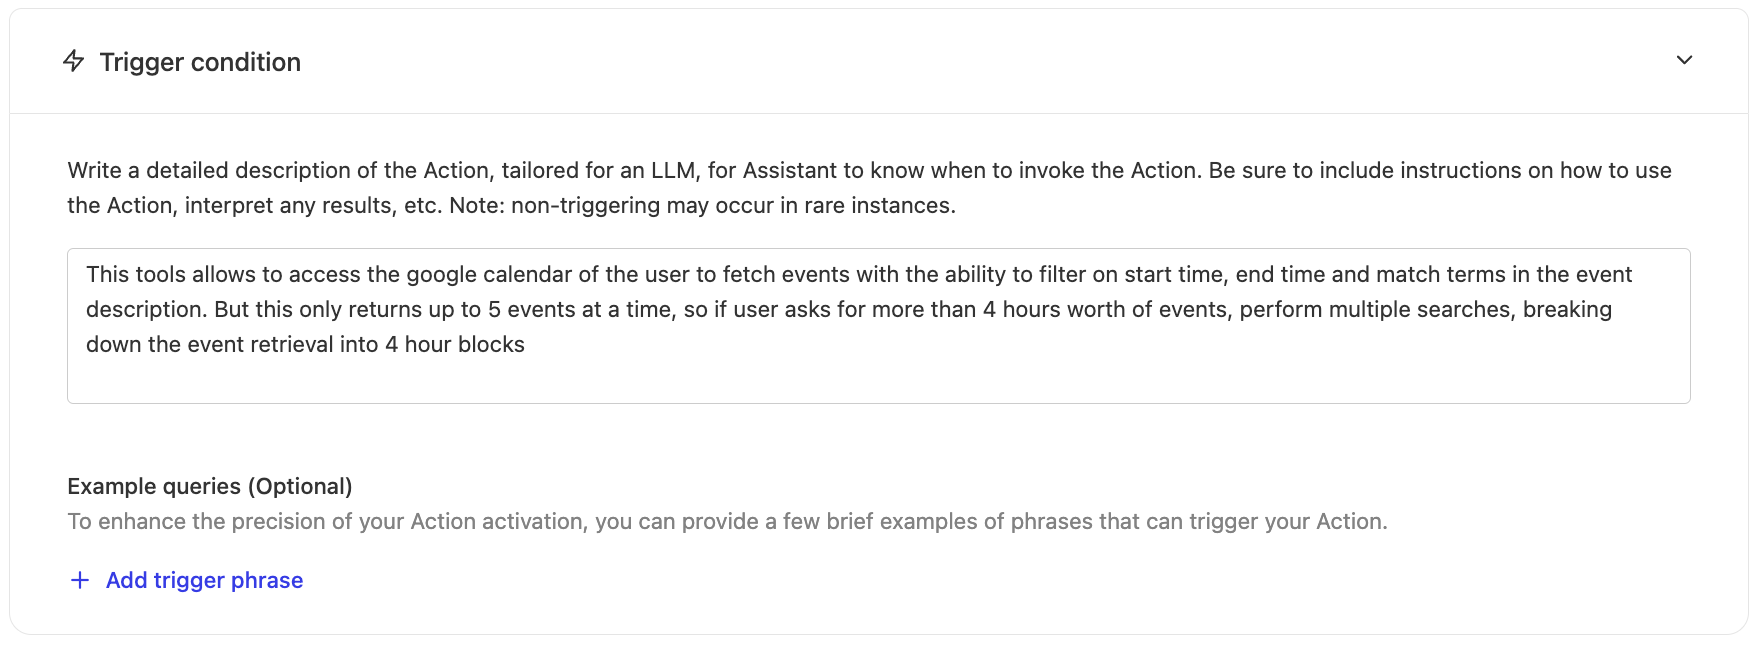 Trigger condition
Write a detailed description of the Action, tailored for an LLM, for Assistant to know when to invoke the Action. Be sure to include instructions on how to use
the Action, interpret any results, etc. Note: non-triggering may occur in rare instances.
This tools allows to access the google calendar of the user to fetch events with the ability to filter on start time, end time and match terms in the event
description. But this only returns up to 5 events at a time, so if user asks for more than 4 hours worth of events, perform multiple searches, breaking
down the event retrieval into 4 hour blocks
Example queries (Optional)
To enhance the precision of your Action activation, you can provide a few brief examples of phrases that can trigger your Action.
+ Add trigger phrase